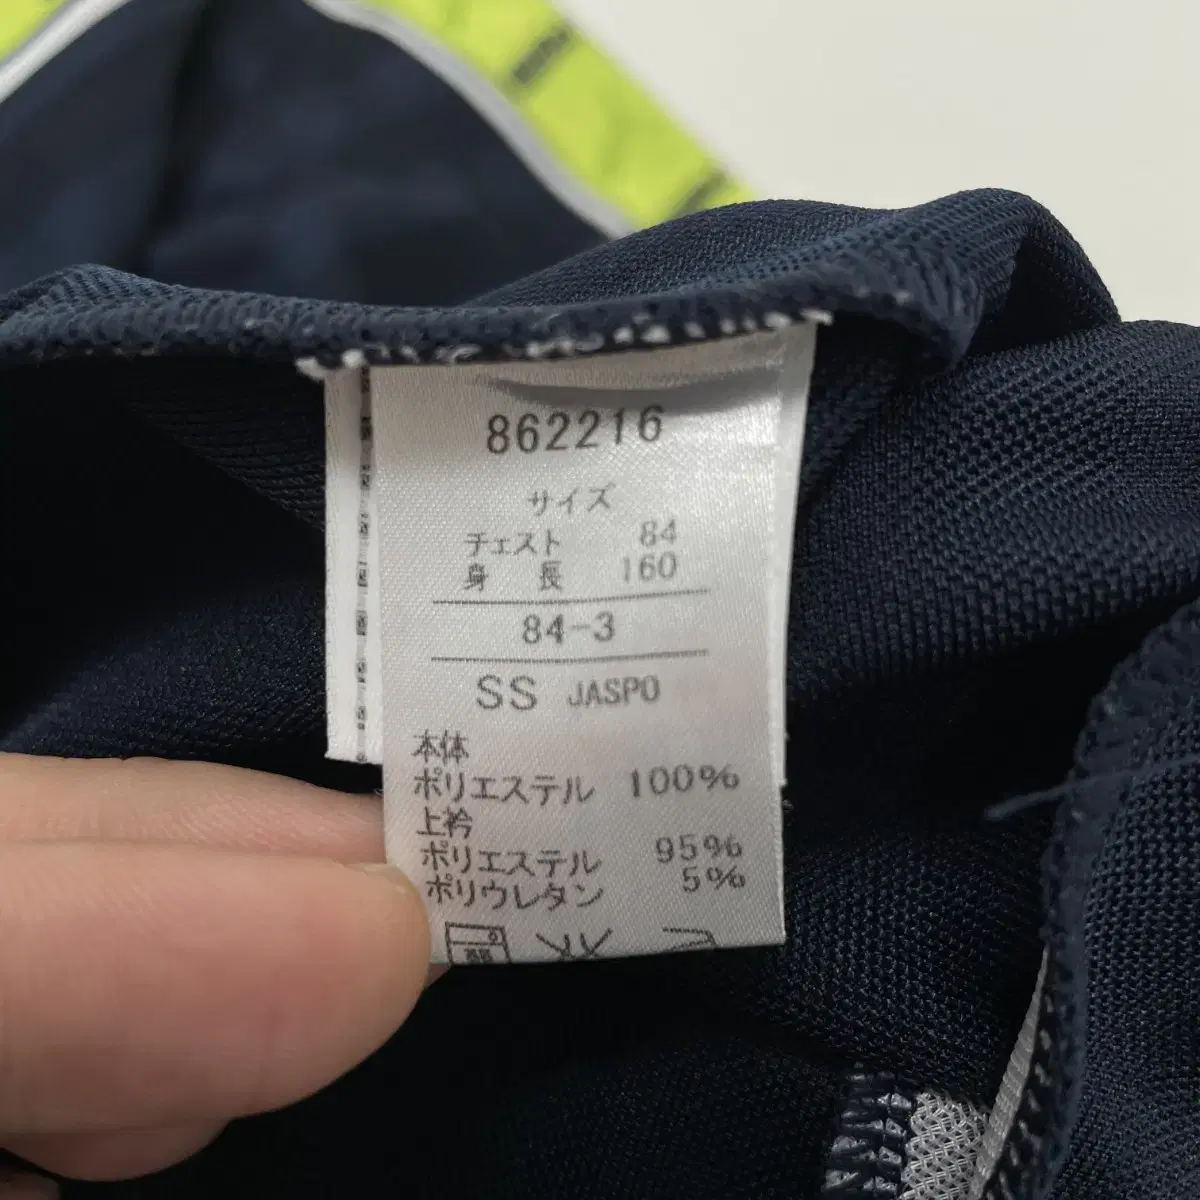 862216
サイズ
チェスト 84
身 長 160
84-3
SS JASPO
本体
ポリエステル 100%
上衿
ポリエステル 95%
ポリウレタン 5%